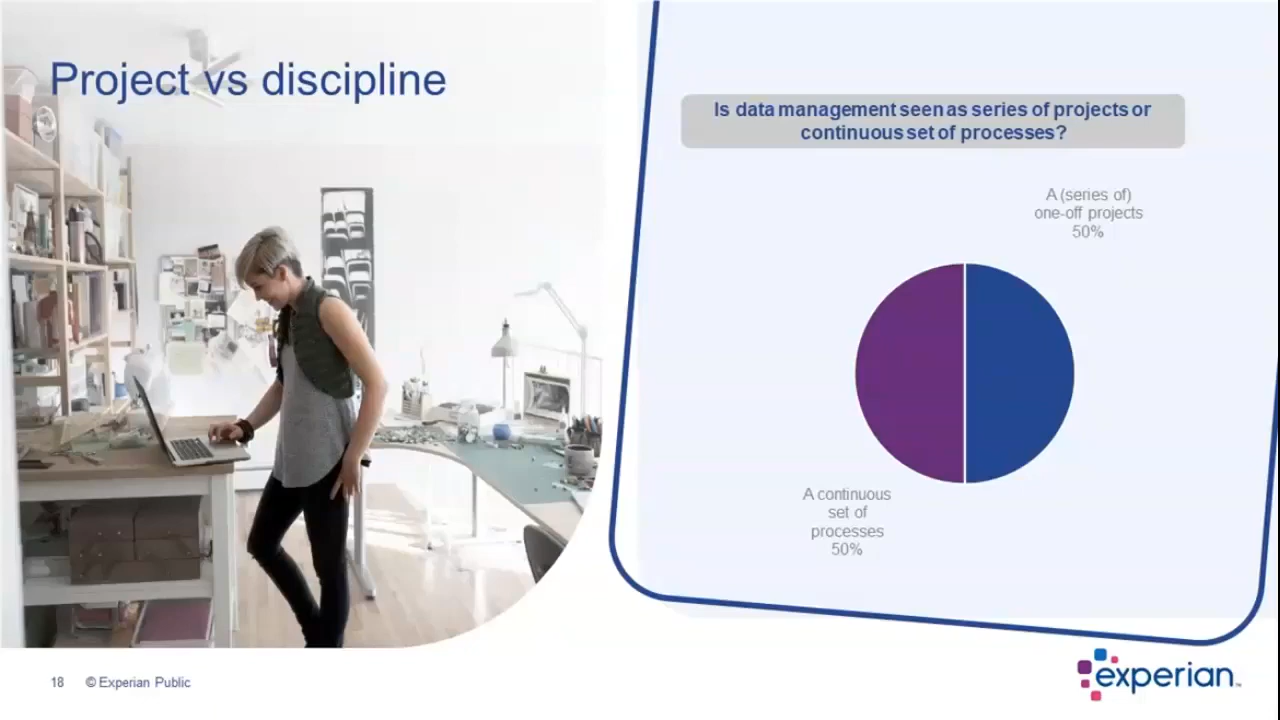 Project vs discipline
Is data management seen as series of projects or
continuous set of processes?
A (series of)
one-off projects
50%
A continuous
set of
processes
50%
18 © Experian Public
experian™